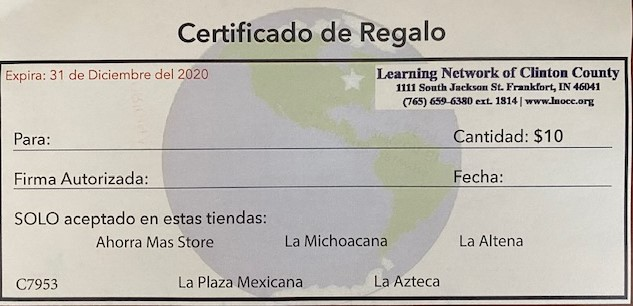 Certificado de Regalo
Expira: 31 de Diciembre del 2020
Learning Network of Clinton County
1111 South Jackson St. Frankfort, IN 46041
(765) 659-6380 ext. 1814 | www.lnocc.org
Para:
Cantidad: $10
Firma Autorizada:
Fecha:
SOLO aceptado en estas tiendas:
Ahorra Mas Store La Michoacana La Altena
C7953 La Plaza Mexicana La Azteca